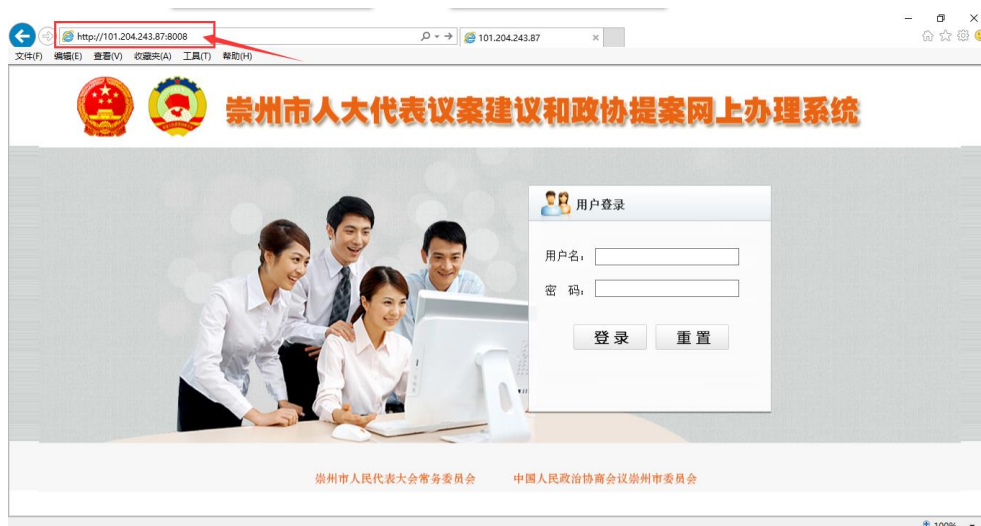 http://101.204.243.87:8008
101.204.243.87
文件(F) 编辑(E) 查看(V) 收藏夹(A) 工具(T) 帮助(H)
崇州市人大代表议案建议和政协提案网上办理系统
用户登录
用户名:
密 码:
登 录 重 置
崇州市人民代表大会常务委员会 中国人民政治协商会议崇州市委员会
100%